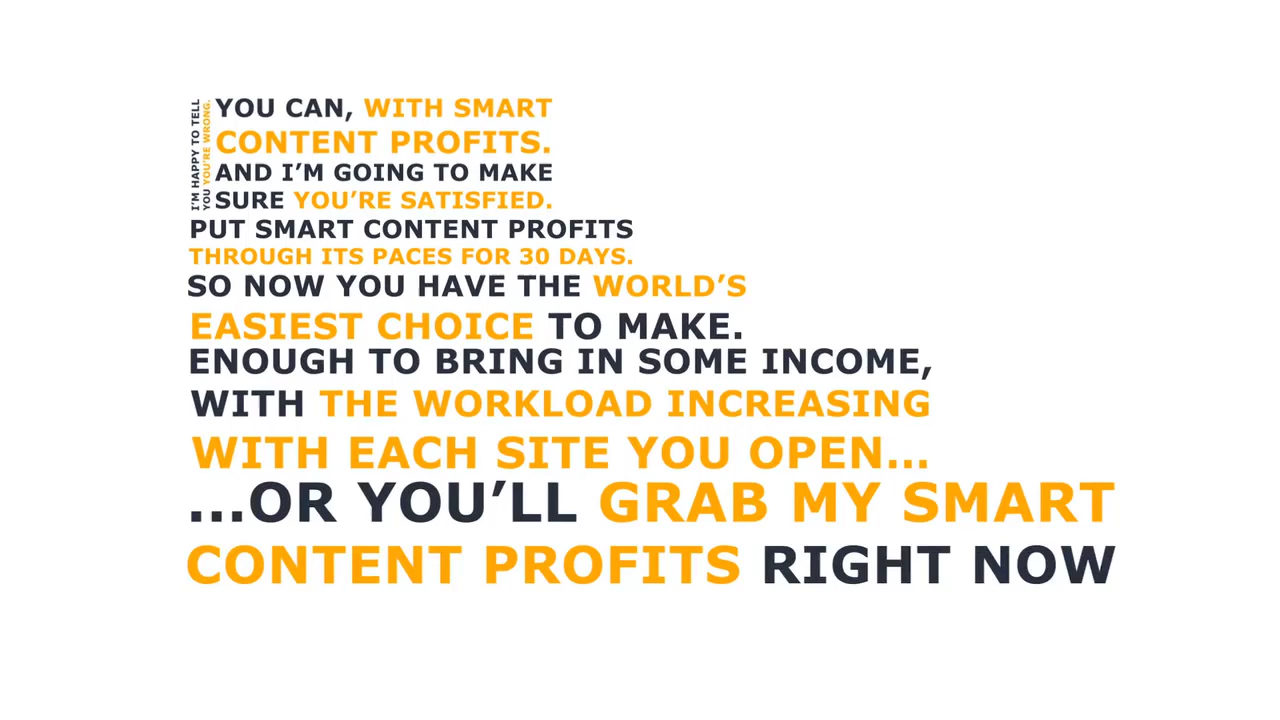 I’M HAPPY TO TELL
YOU YOU’RE WRONG.
YOU CAN, WITH SMART
CONTENT PROFITS.
AND I’M GOING TO MAKE
SURE YOU’RE SATISFIED.
PUT SMART CONTENT PROFITS
THROUGH ITS PACES FOR 30 DAYS.
SO NOW YOU HAVE THE WORLD’S
EASIEST CHOICE TO MAKE.
ENOUGH TO BRING IN SOME INCOME,
WITH THE WORKLOAD INCREASING
WITH EACH SITE YOU OPEN...
...OR YOU’LL GRAB MY SMART
CONTENT PROFITS RIGHT NOW